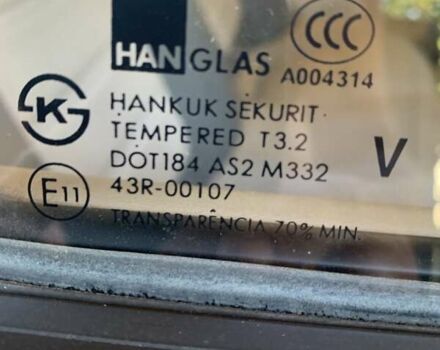 HANGLAS
CCC
A004314
K
HANKUK SEKURIT
TEMPERED T3.2
DOT184 AS2 M332
V
E11
43R-00107
TRANSPARÊNCIA 70% MIN.